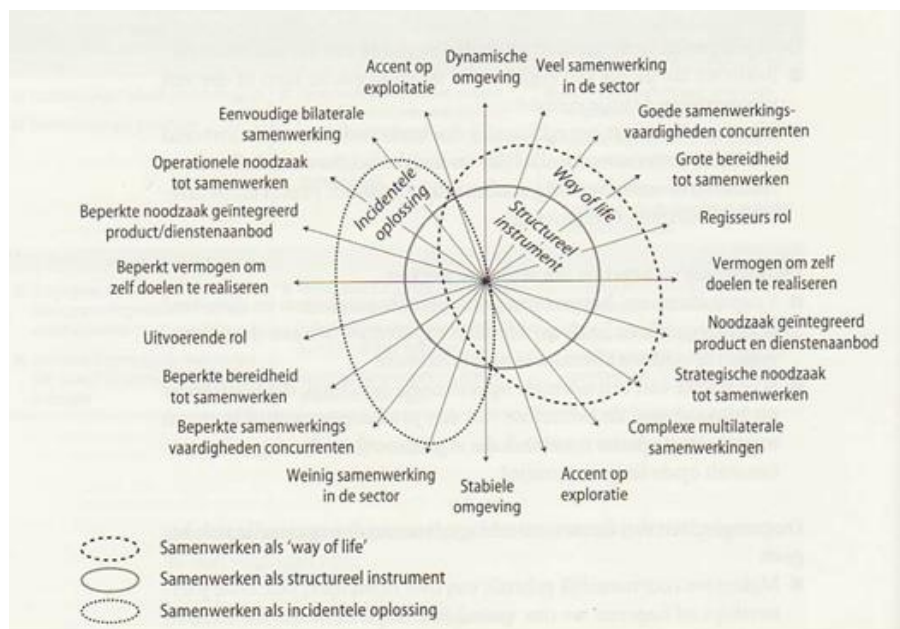 Dynamische
omgeving
Accent op
exploitatie
Veel samenwerking
in de sector
Eenvoudige bilaterale
samenwerking
Goede samenwerkings-
vaardigheden concurrenten
Operationele noodzaak
tot samenwerken
Grote bereidheid
tot samenwerken
Beperkte noodzaak geïntegreerd
product/dienstenaanbod
Regisseurs rol
Incidentele
oplossing
Way of life
Structureel
instrument
Beperkt vermogen om
zelf doelen te realiseren
Vermogen om zelf
doelen te realiseren
Uitvoerende rol
Noodzaak geïntegreerd
product en dienstenaanbod
Beperkte bereidheid
tot samenwerken
Strategische noodzaak
tot samenwerken
Beperkte samenwerkings
vaardigheden concurrenten
Complexe multilaterale
samenwerkingen
Weinig samenwerking
in de sector
Stabiele
omgeving
Accent op
exploratie
Samenwerken als 'way of life'
Samenwerken als structureel instrument
Samenwerken als incidentele oplossing